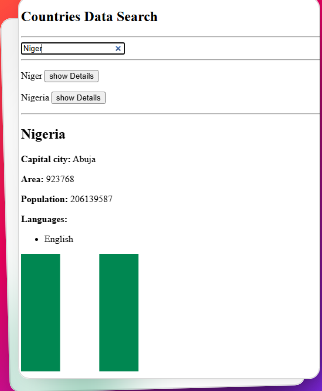 Countries Data Search
Niger
Niger show Details
Nigeria show Details
Nigeria
Capital city: Abuja
Area: 923768
Population: 206139587
Languages:
English